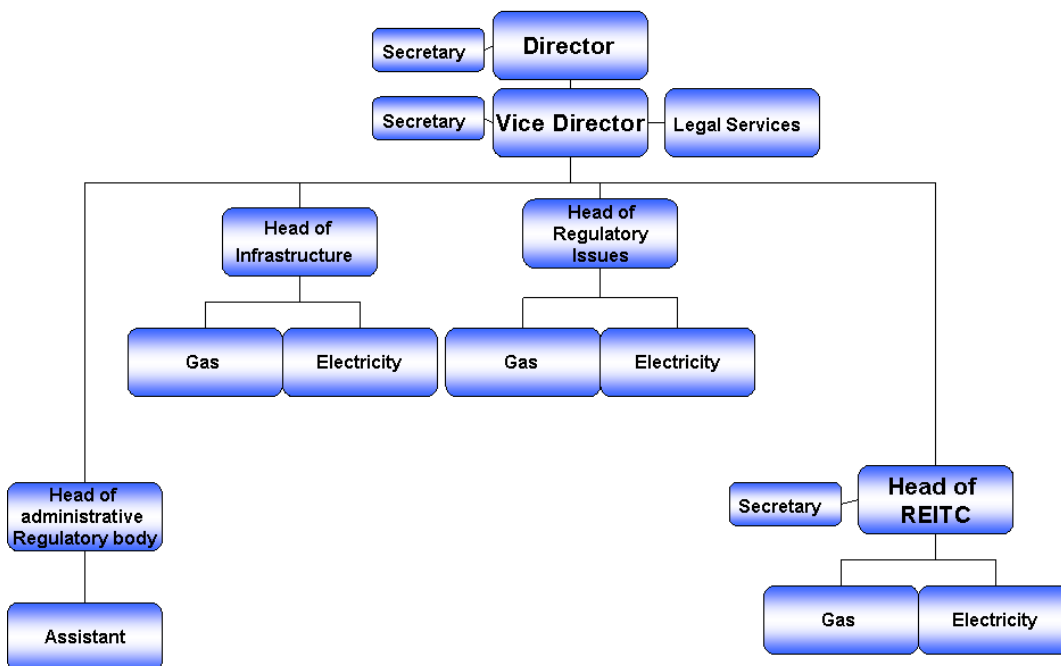 Director
Secretary
Vice Director
Secretary
Legal Services
Head of
Infrastructure
Head of
Regulatory
Issues
Gas
Electricity
Gas
Electricity
Head of
administrative
Regulatory body
Secretary
Head of
REITC
Assistant
Gas
Electricity